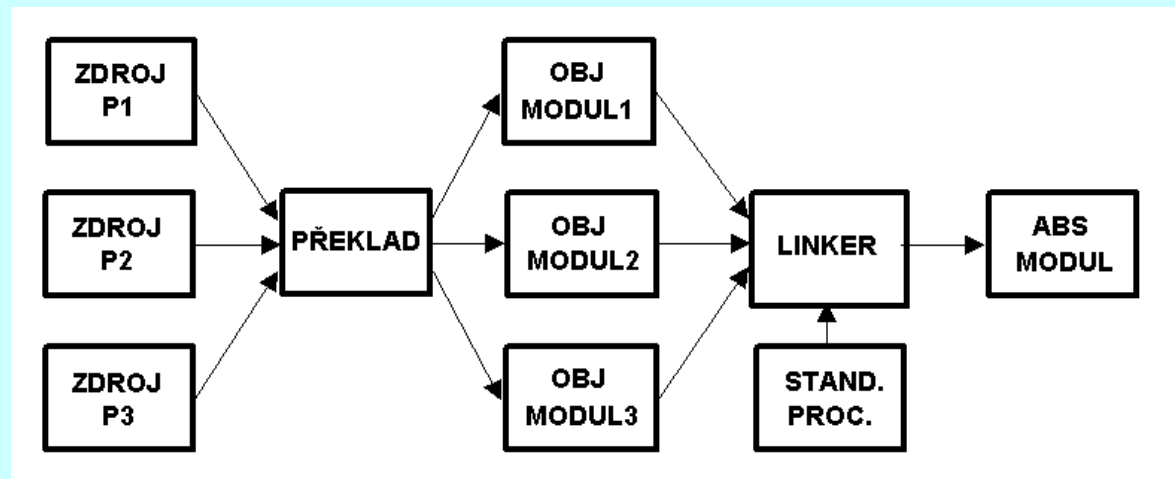 ZDROJ
P1
OBJ
MODUL1
ZDROJ
P2
PŘEKLAD
OBJ
MODUL2
LINKER
ABS
MODUL
ZDROJ
P3
OBJ
MODUL3
STAND.
PROC.